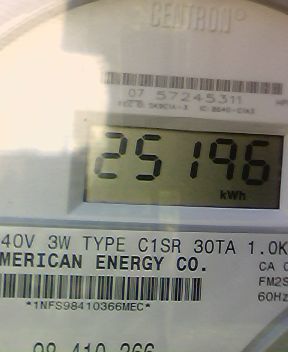 CENTRON®
07 57245311
25196
kWh
40V 3W TYPE C1SR 30TA 1.0K
MERICAN ENERGY CO.
CA 0
FM2S
*1NFS98410366MEC*
60Hz
98 410 366